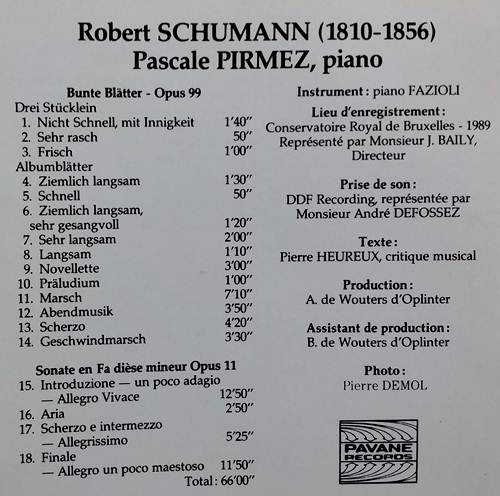 Robert SCHUMANN (1810-1856)
Pascale PIRMEZ, piano
Bunte Blätter - Opus 99
Drei Stücklein
1. Nicht Schnell, mit Innigkeit 1'40"
2. Sehr rasch 50"
3. Frisch 1'00"
Albumblätter
4. Ziemlich langsam 1'30"
5. Schnell 50"
6. Ziemlich langsam,
sehr gesangvoll 1'20"
7. Sehr langsam 2'00"
8. Langsam 1'10"
9. Novellette 3'00"
10. Präludium 1'00"
11. Marsch 7'10"
12. Abendmusik 3'50"
13. Scherzo 4'20"
14. Geschwindmarsch 3'30"
Sonate en Fa dièse mineur Opus 11
15. Introduzione — un poco adagio
— Allegro Vivace 12'50"
16. Aria 2'50"
17. Scherzo e intermezzo
— Allegrissimo 5'25"
18. Finale
— Allegro un poco maestoso 11'50"
Total: 66'00"
Instrument: piano FAZIOLI
Lieu d'enregistrement:
Conservatoire Royal de Bruxelles - 1989
Représenté par Monsieur J. BAILY,
Directeur
Prise de son:
DDF Recording, représentée par
Monsieur André DEFOSSEZ
Texte:
Pierre HEUREUX, critique musical
Production:
A. de Wouters d'Oplinter
Assistant de production:
B. de Wouters d'Oplinter
Photo:
Pierre DEMOL
PAVANE
RECORDS